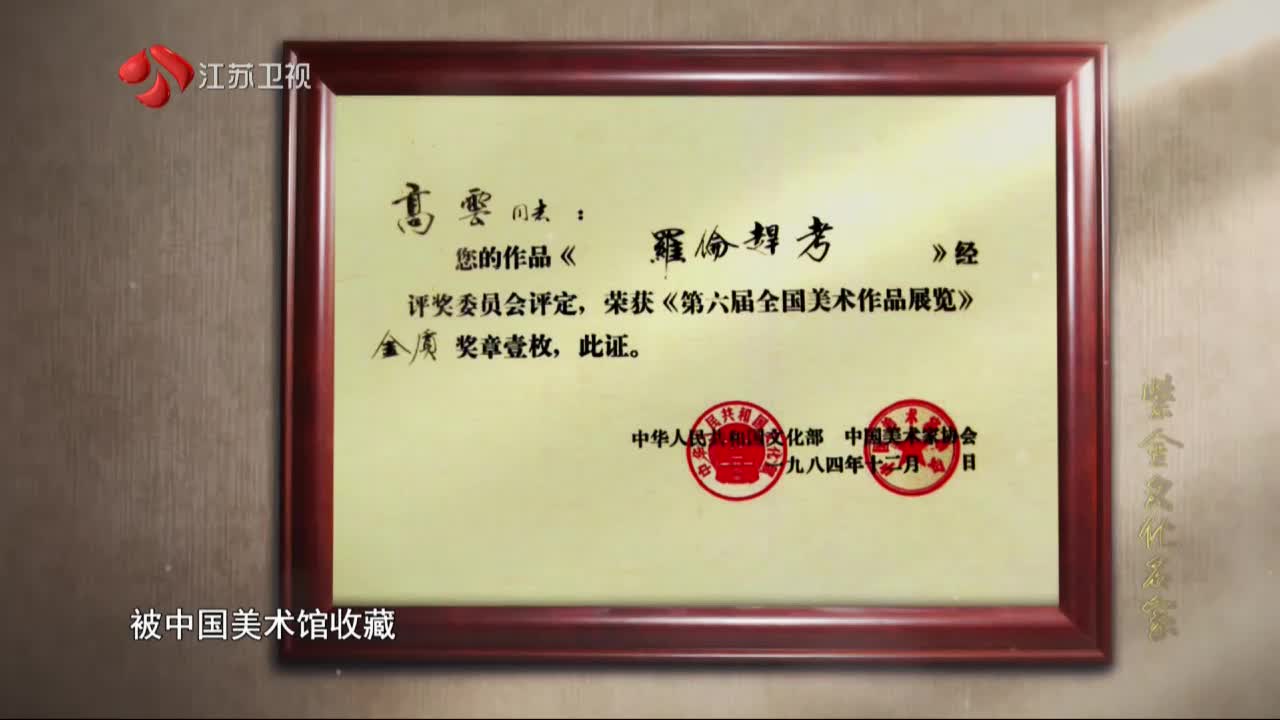 江苏卫视
高雲同志：
您的作品《羅倫趕考》经
评奖委员会评定，荣获《第六届全国美术作品展览》
金质奖章壹枚，此证。
中华人民共和国文化部 中国美术家协会
一九八四年十二月 日
紫金文化名家
被中国美术馆收藏